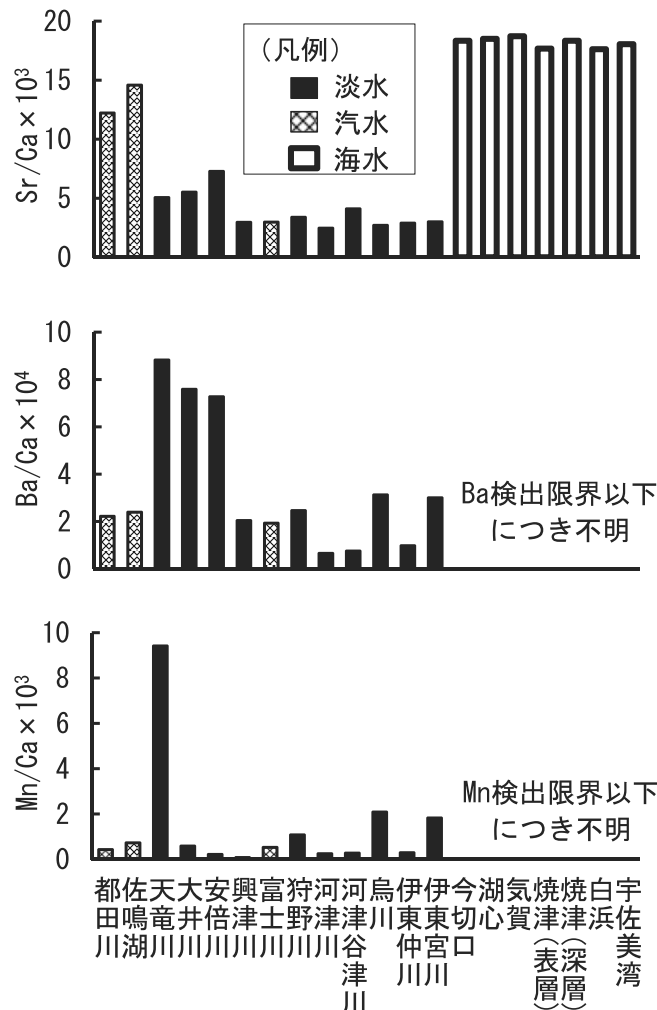 Sr/Ca×10³
20
15
10
5
0
(凡例)
淡水
汽水
海水
Ba/Ca×10⁴
10
8
6
4
2
0
Ba検出限界以下
につき不明
Mn/Ca×10³
10
8
6
4
2
0
Mn検出限界以下
につき不明
都田川
佐鳴湖
天竜川
大井川
安倍川
興津川
富士川
狩野川
河津川
河津谷津川
烏川
伊東仲川
伊東宮川
今切口
湖心
気賀
焼津(表層)
焼津(深層)
白浜
宇佐美湾